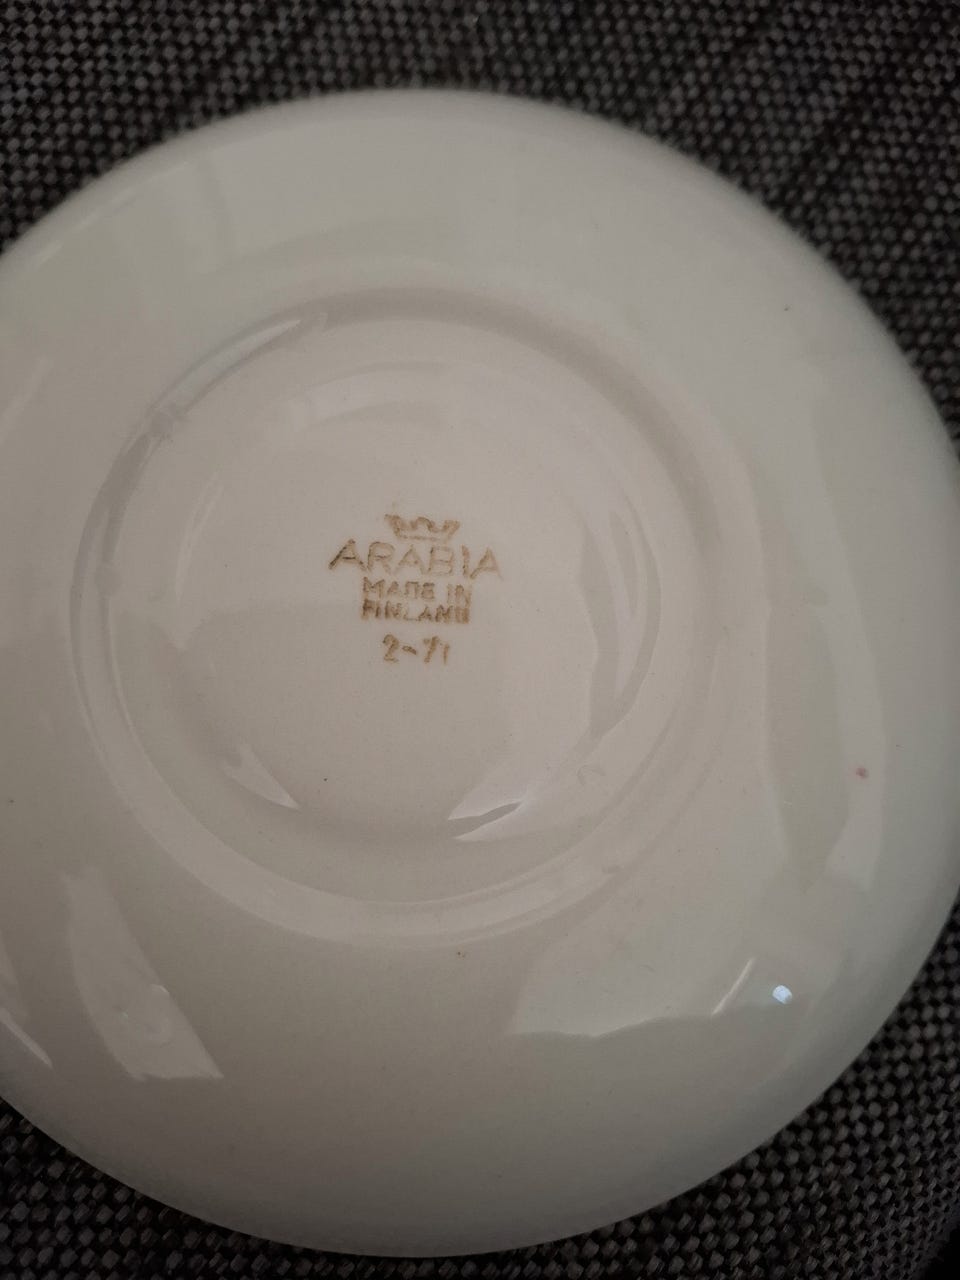 ARABIA
MADE IN
FINLAND
2-71